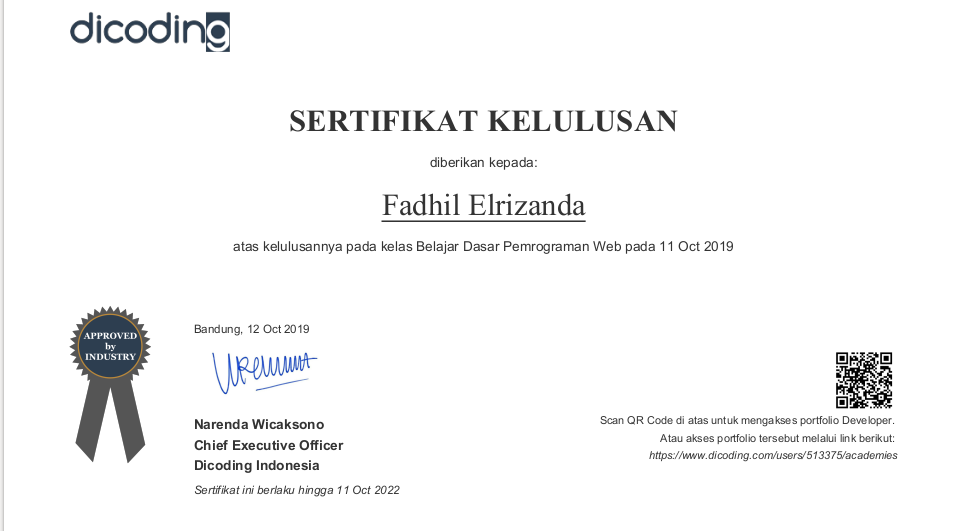 dicoding
SERTIFIKAT KELULUSAN
diberikan kepada:
Fadhil Elrizanda
atas kelulusannya pada kelas Belajar Dasar Pemrograman Web pada 11 Oct 2019
APPROVED
by
INDUSTRY
Bandung, 12 Oct 2019
Narenda Wicaksono
Chief Executive Officer
Dicoding Indonesia
Sertifikat ini berlaku hingga 11 Oct 2022
Scan QR Code di atas untuk mengakses portfolio Developer.
Atau akses portfolio tersebut melalui link berikut:
https://www.dicoding.com/users/513375/academies